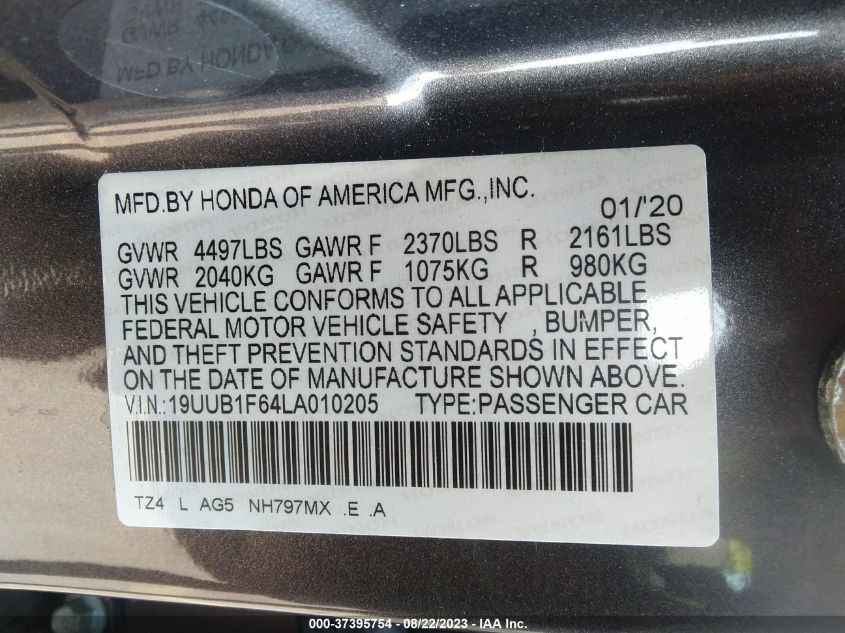 MFD.BY HONDA OF AMERICA MFG.,INC.
01/'20
GVWR 4497LBS GAWR F 2370LBS R 2161LBS
GVWR 2040KG GAWR F 1075KG R 980KG
THIS VEHICLE CONFORMS TO ALL APPLICABLE
FEDERAL MOTOR VEHICLE SAFETY , BUMPER,
AND THEFT PREVENTION STANDARDS IN EFFECT
ON THE DATE OF MANUFACTURE SHOWN ABOVE.
V.I.N.:19UUB1F64LA010205 TYPE:PASSENGER CAR
TZ4 L AG5 NH797MX .E .A
000-37395754 - 08/22/2023 - IAA Inc.